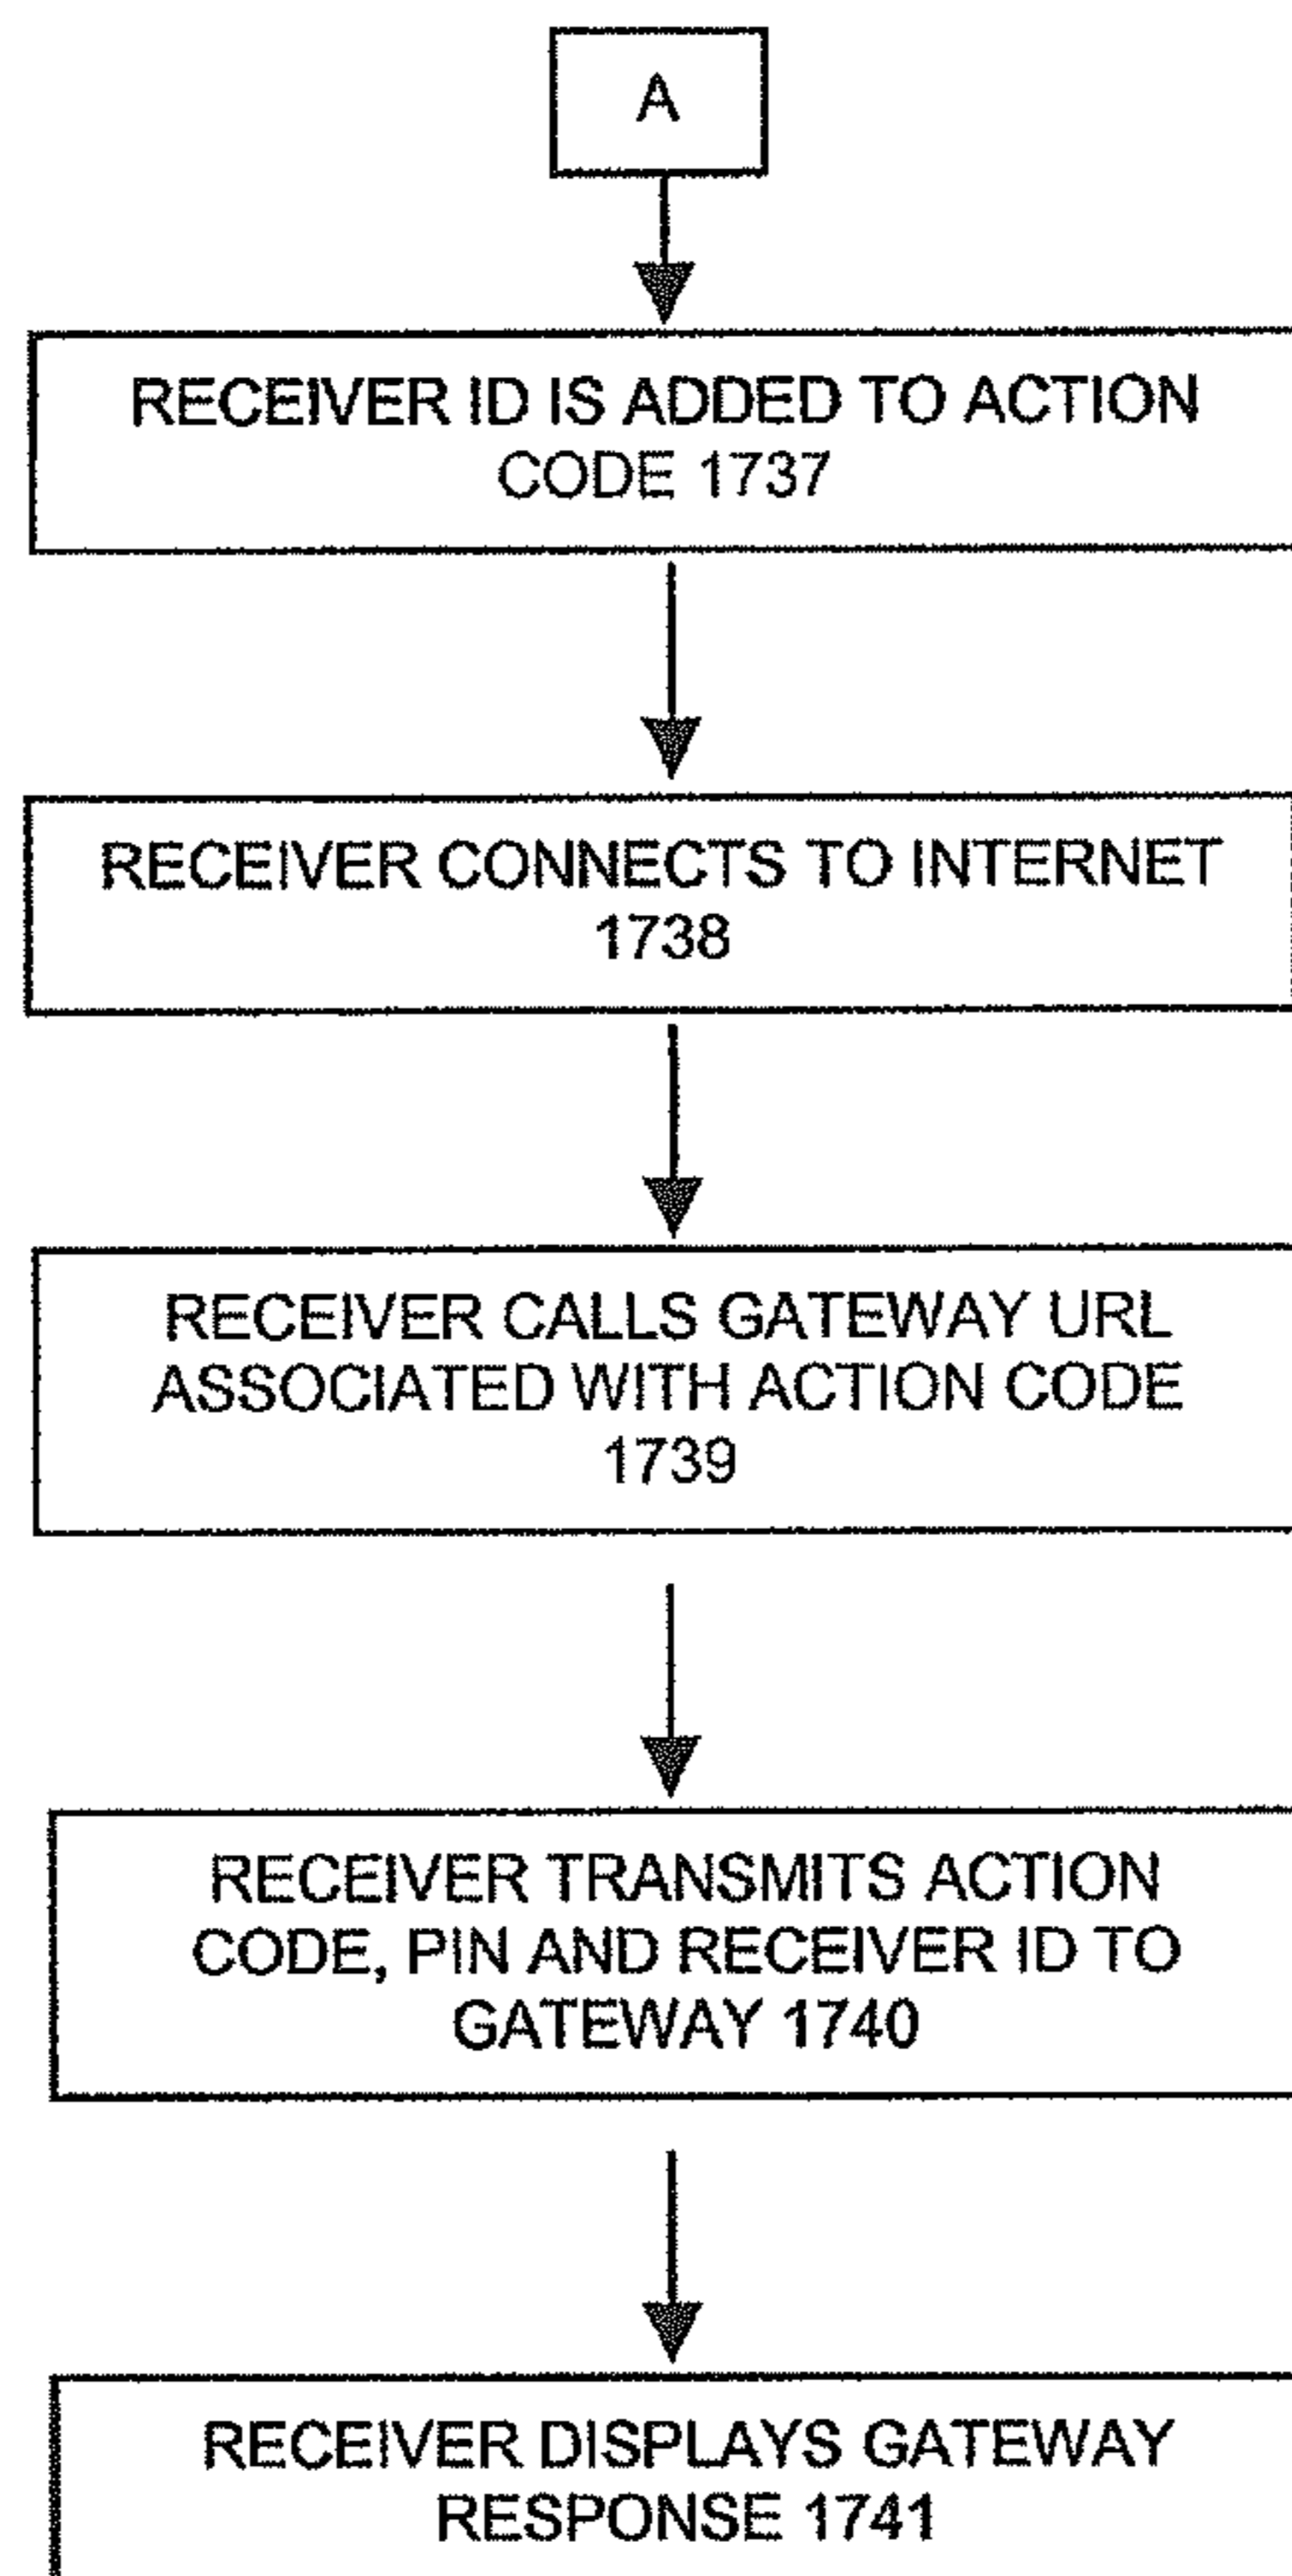 A
RECEIVER ID IS ADDED TO ACTION
CODE 1737
RECEIVER CONNECTS TO INTERNET
1738
RECEIVER CALLS GATEWAY URL
ASSOCIATED WITH ACTION CODE
1739
RECEIVER TRANSMITS ACTION
CODE, PIN AND RECEIVER ID TO
GATEWAY 1740
RECEIVER DISPLAYS GATEWAY
RESPONSE 1741